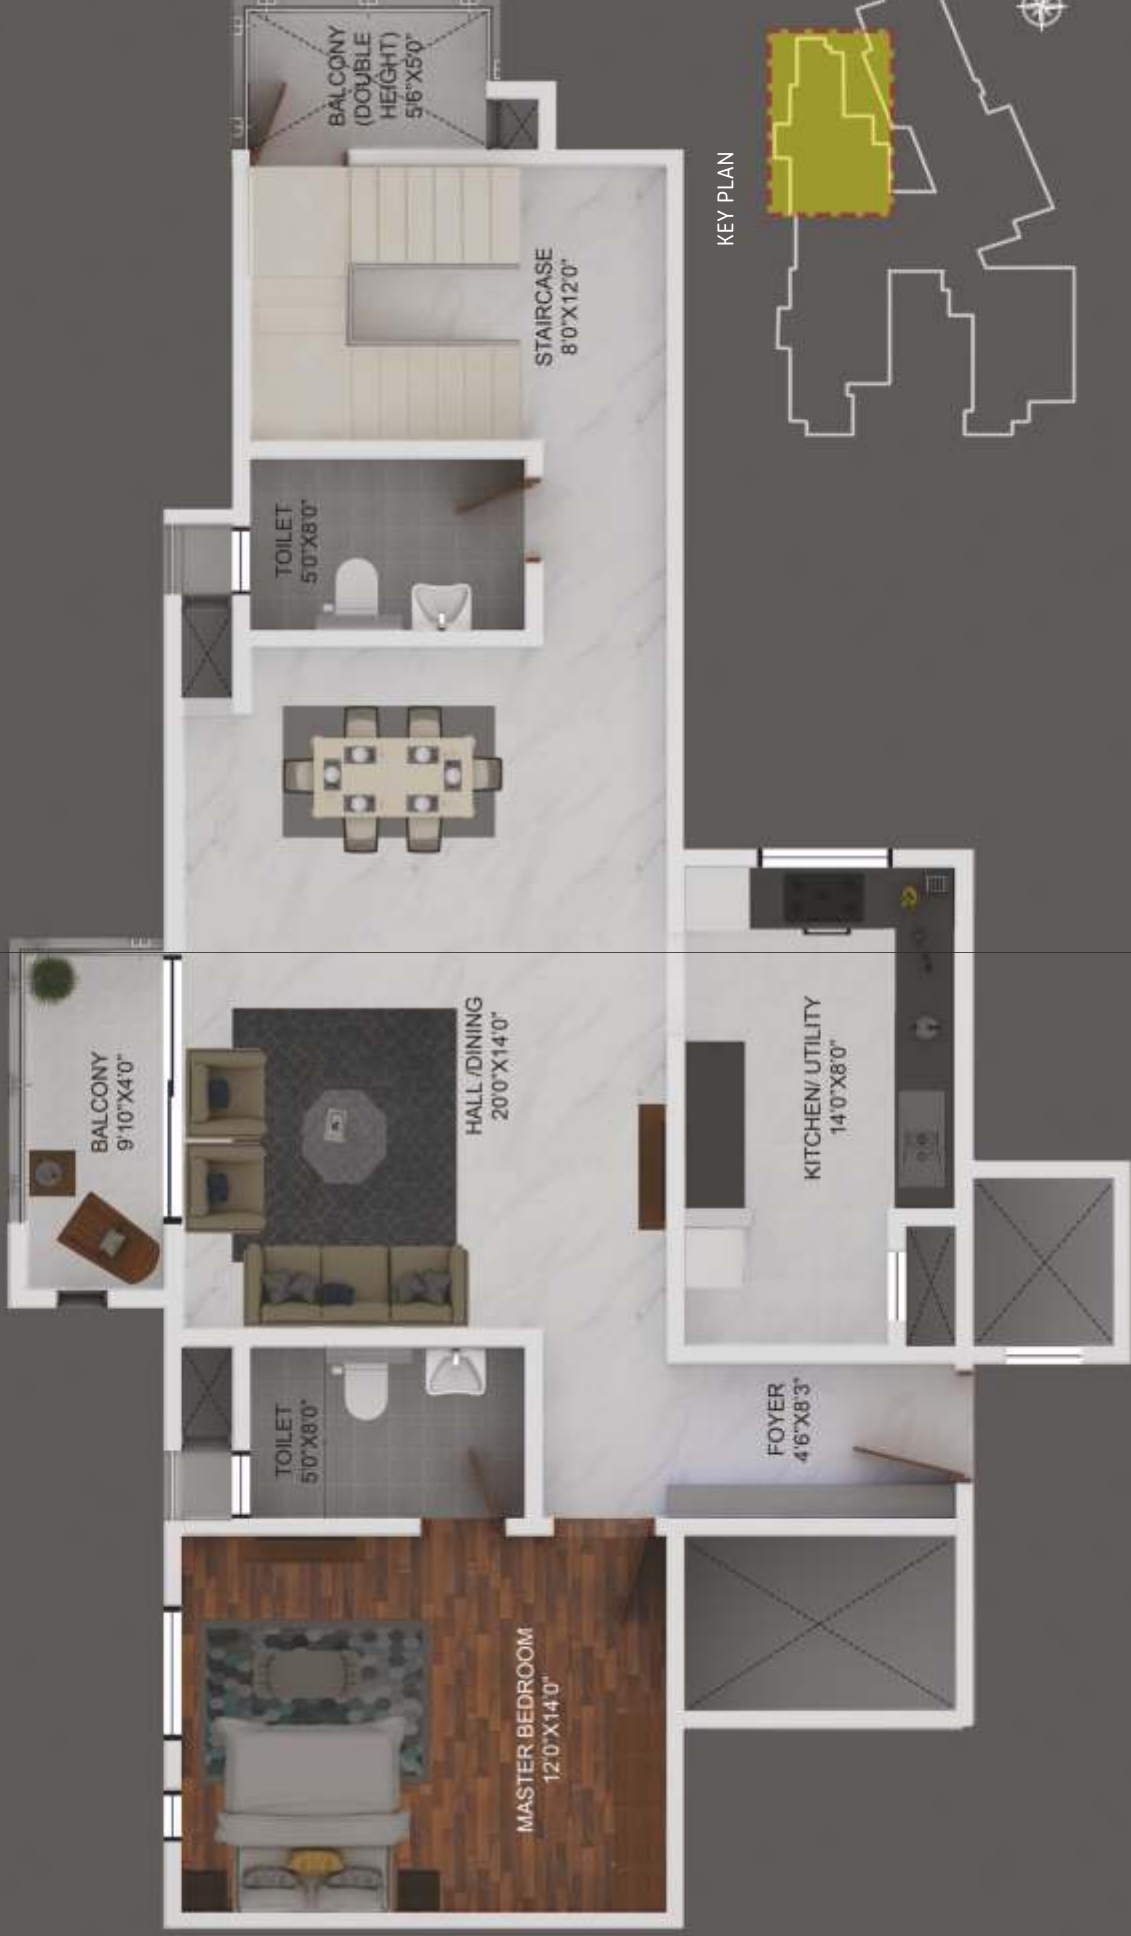 BALCONY
(DOUBLE
HEIGHT)
5'6"X5'0"
KEY PLAN
STAIRCASE
8'0"X12'0"
TOILET
5'0"X8'0"
BALCONY
9'10"X4'0"
HALL /DINING
20'0"X14'0"
KITCHEN/ UTILITY
14'0"X8'0"
TOILET
5'0"X8'0"
FOYER
4'6"X8'3"
MASTER BEDROOM
12'0"X14'0"